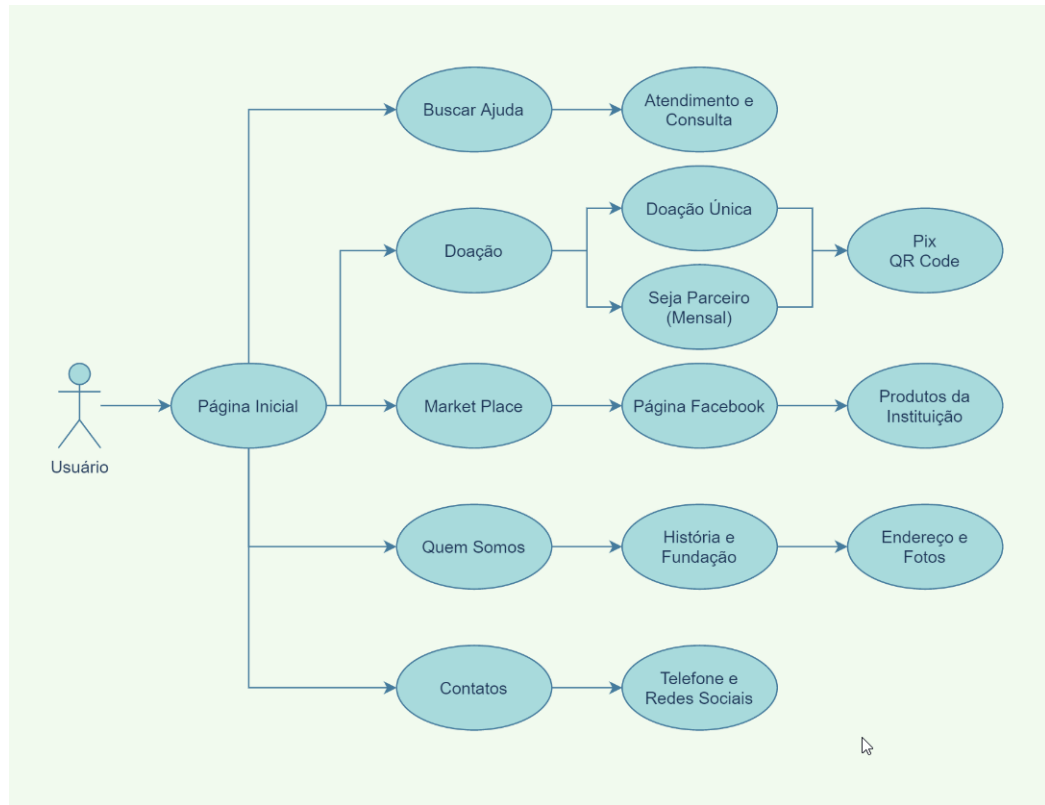 Buscar Ajuda
Atendimento e
Consulta
Doação
Doação Única
Seja Parceiro
(Mensal)
Pix
QR Code
Usuário
Página Inicial
Market Place
Página Facebook
Produtos da
Instituição
Quem Somos
História e
Fundação
Endereço e
Fotos
Contatos
Telefone e
Redes Sociais